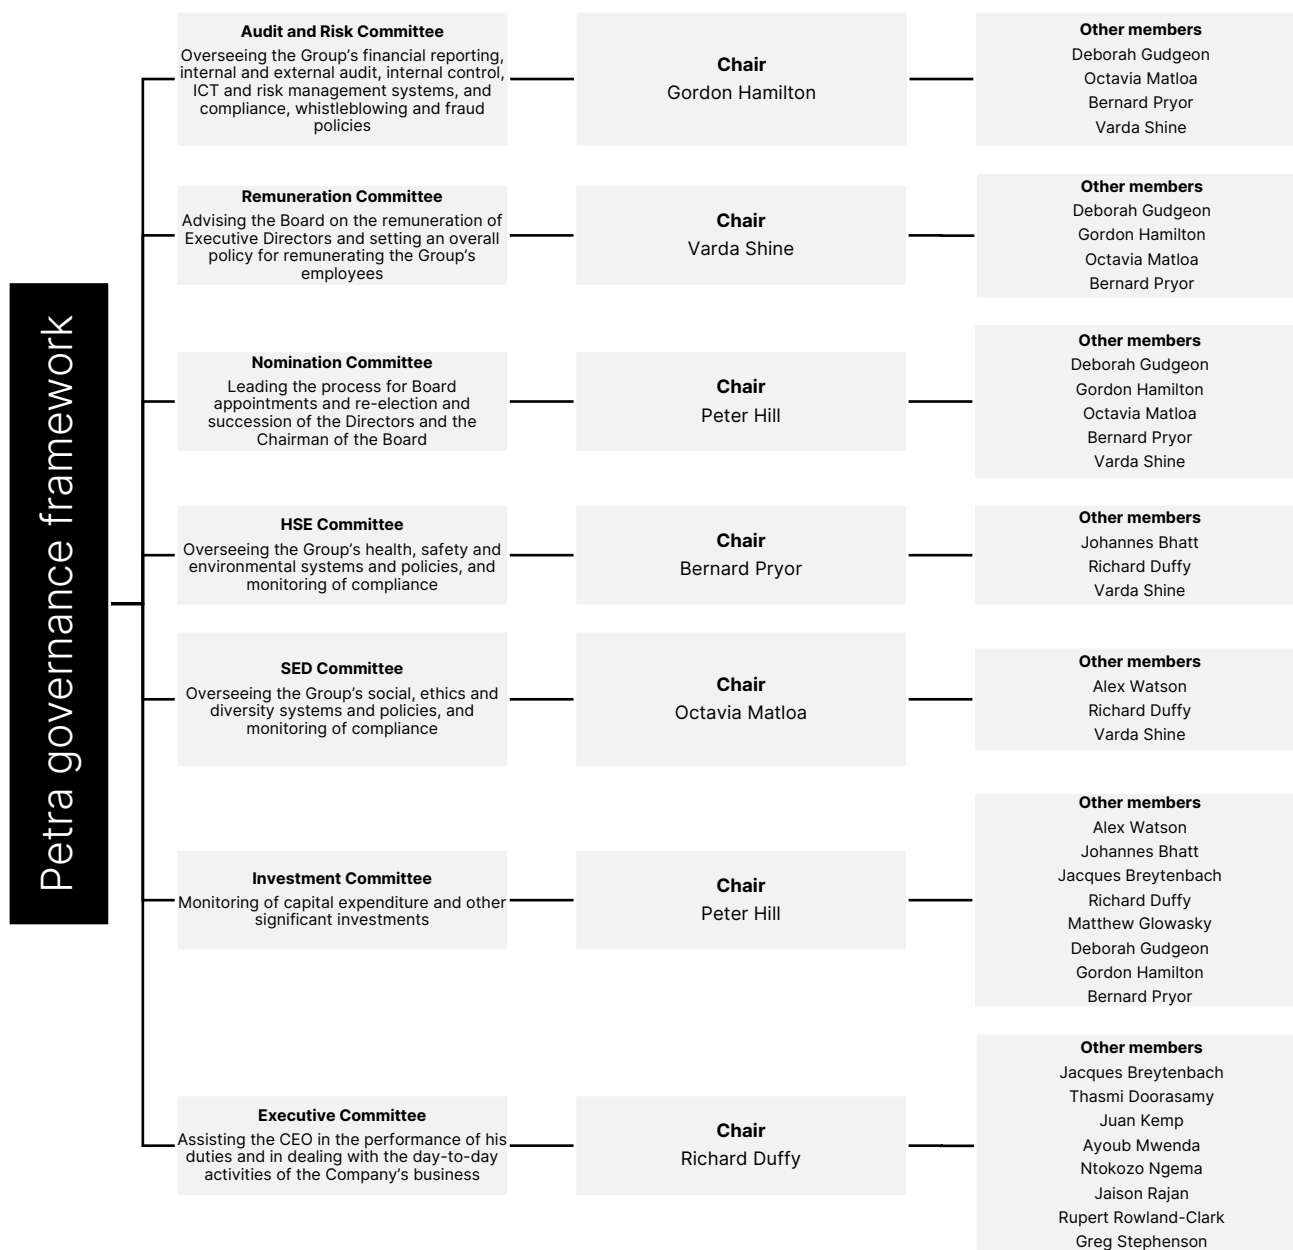 Petra governance framework
Audit and Risk Committee
Overseeing the Group’s financial reporting,
internal and external audit, internal control,
ICT and risk management systems, and
compliance, whistleblowing and fraud
policies
Chair
Gordon Hamilton
Other members
Deborah Gudgeon
Octavia Matloa
Bernard Pryor
Varda Shine
Remuneration Committee
Advising the Board on the remuneration of
Executive Directors and setting an overall
policy for remunerating the Group’s
employees
Chair
Varda Shine
Other members
Deborah Gudgeon
Gordon Hamilton
Octavia Matloa
Bernard Pryor
Nomination Committee
Leading the process for Board
appointments and re-election and
succession of the Directors and the
Chairman of the Board
Chair
Peter Hill
Other members
Deborah Gudgeon
Gordon Hamilton
Octavia Matloa
Bernard Pryor
Varda Shine
HSE Committee
Overseeing the Group’s health, safety and
environmental systems and policies, and
monitoring of compliance
Chair
Bernard Pryor
Other members
Johannes Bhatt
Richard Duffy
Varda Shine
SED Committee
Overseeing the Group’s social, ethics and
diversity systems and policies, and
monitoring of compliance
Chair
Octavia Matloa
Other members
Alex Watson
Richard Duffy
Varda Shine
Investment Committee
Monitoring of capital expenditure and other
significant investments
Chair
Peter Hill
Other members
Alex Watson
Johannes Bhatt
Jacques Breytenbach
Richard Duffy
Matthew Glowasky
Deborah Gudgeon
Gordon Hamilton
Bernard Pryor
Executive Committee
Assisting the CEO in the performance of his
duties and in dealing with the day-to-day
activities of the Company’s business
Chair
Richard Duffy
Other members
Jacques Breytenbach
Thasmi Doorasamy
Juan Kemp
Ayoub Mwenda
Ntokozo Ngema
Jaison Rajan
Rupert Rowland-Clark
Greg Stephenson